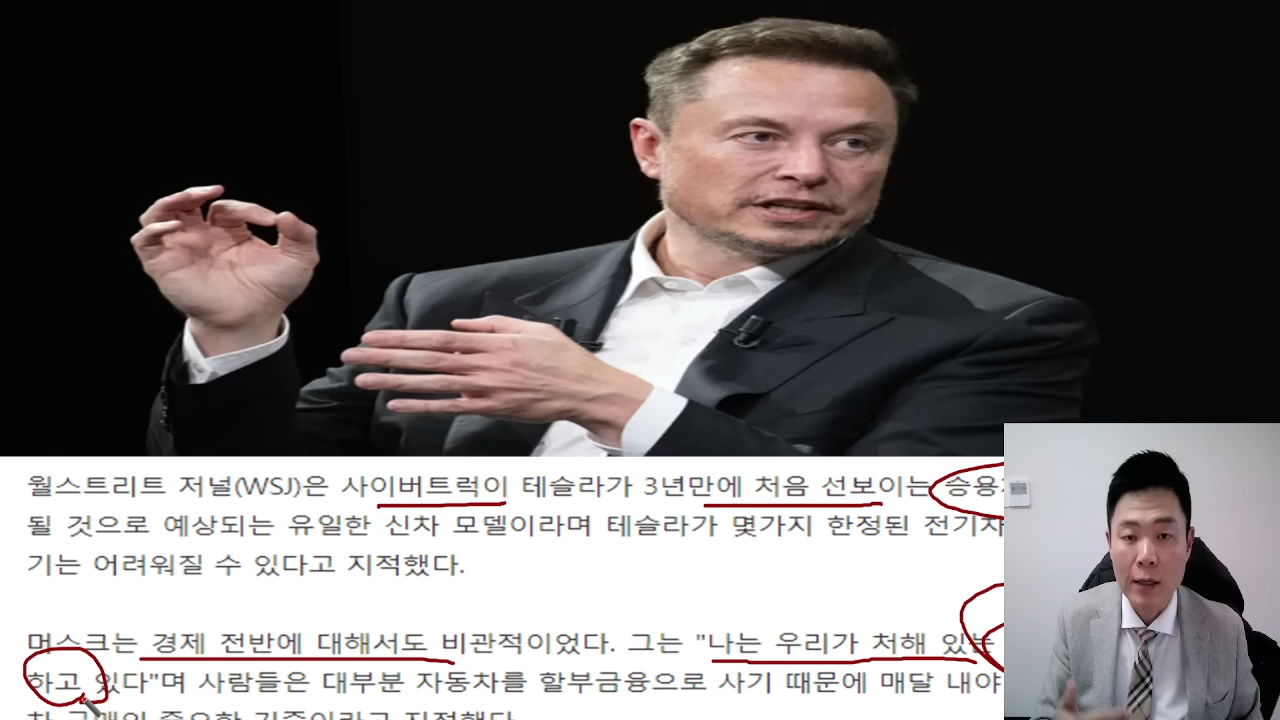 월스트리트 저널(WSJ)은 사이버트럭이 테슬라가 3년만에 처음 선보이는
될 것으로 예상되는 유일한 신차 모델이라며 테슬라가 몇가지 한정된 전기차
기는 어려워질 수 있다고 지적했다.
머스크는 경제 전반에 대해서도 비관적이었다. 그는 "나는 우리가 처해 있는
하고 있다"며 사람들은 대부분 자동차를 할부금융으로 사기 때문에 매달 내야